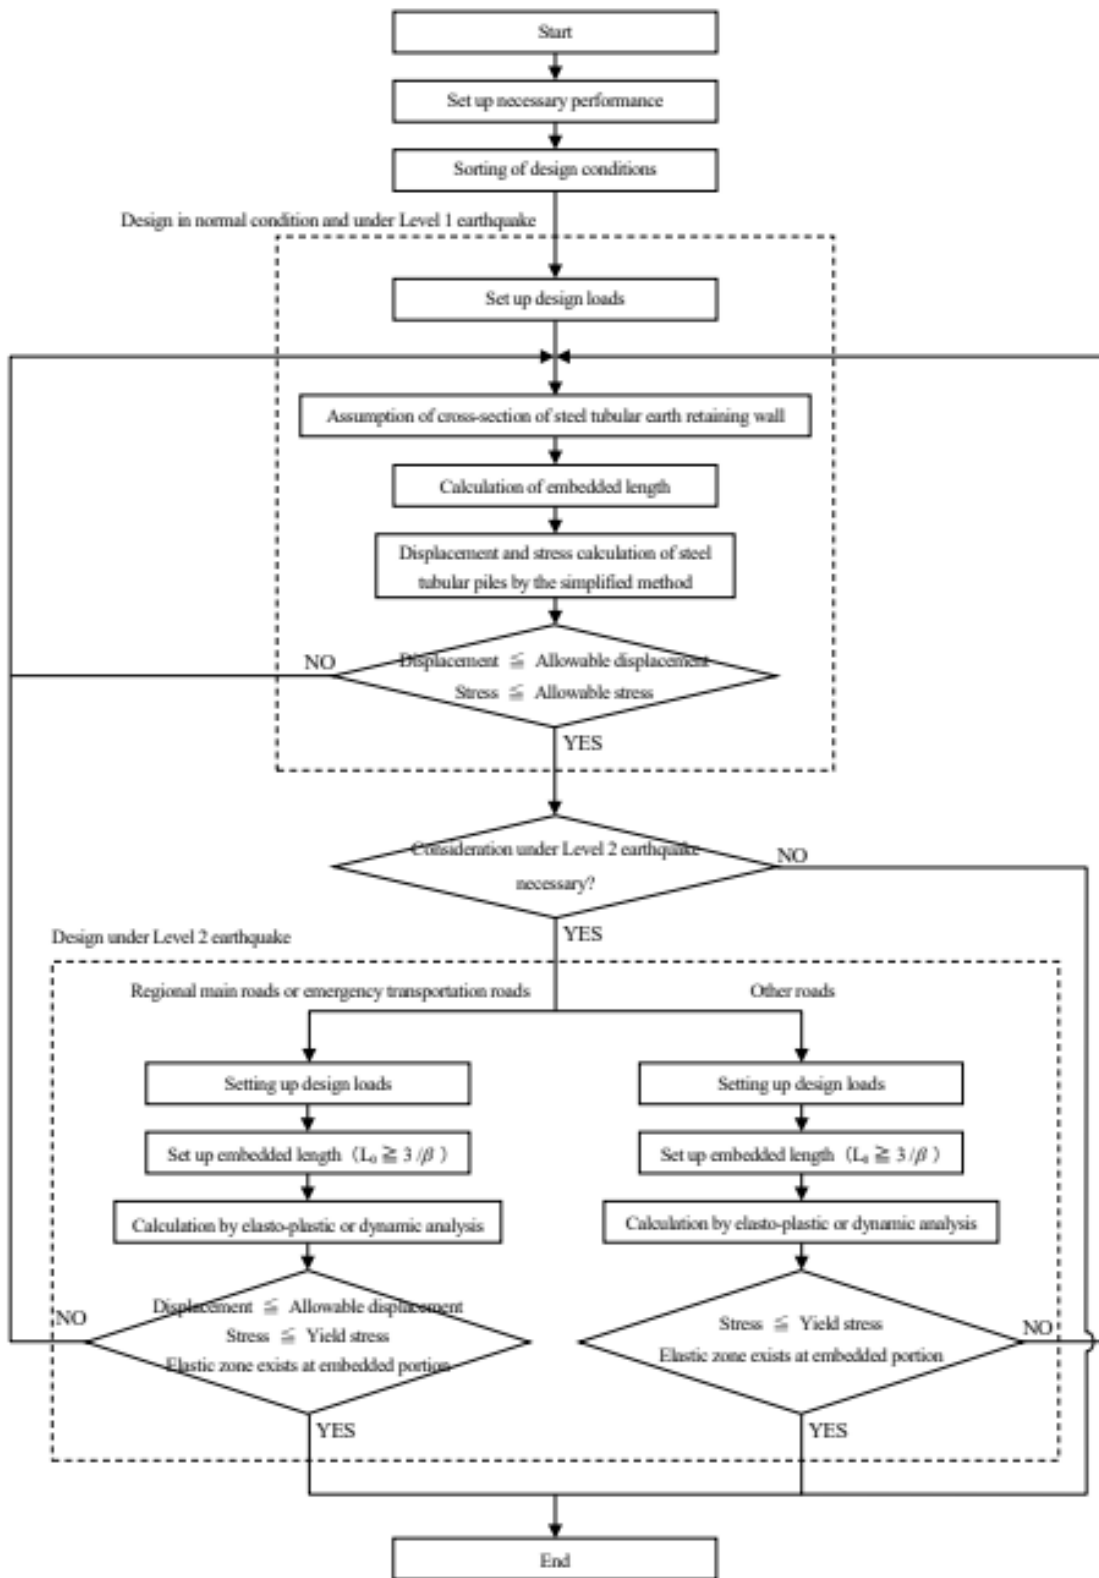 Start
Set up necessary performance
Sorting of design conditions
Design in normal condition and under Level 1 earthquake
Set up design loads
Assumption of cross-section of steel tubular earth retaining wall
Calculation of embedded length
Displacement and stress calculation of steel
tubular piles by the simplified method
NO
Displacement ≦ Allowable displacement
Stress ≦ Allowable stress
YES
Consideration under Level 2 earthquake
necessary?
NO
YES
Design under Level 2 earthquake
Regional main roads or emergency transportation roads
Other roads
Setting up design loads
Setting up design loads
Set up embedded length (L₀ ≧ 3 /β )
Set up embedded length (L₀ ≧ 3 /β )
Calculation by elasto-plastic or dynamic analysis
Calculation by elasto-plastic or dynamic analysis
NO
Displacement ≦ Allowable displacement
Stress ≦ Yield stress
Elastic zone exists at embedded portion
Stress ≦ Yield stress
Elastic zone exists at embedded portion
NO
YES
YES
End